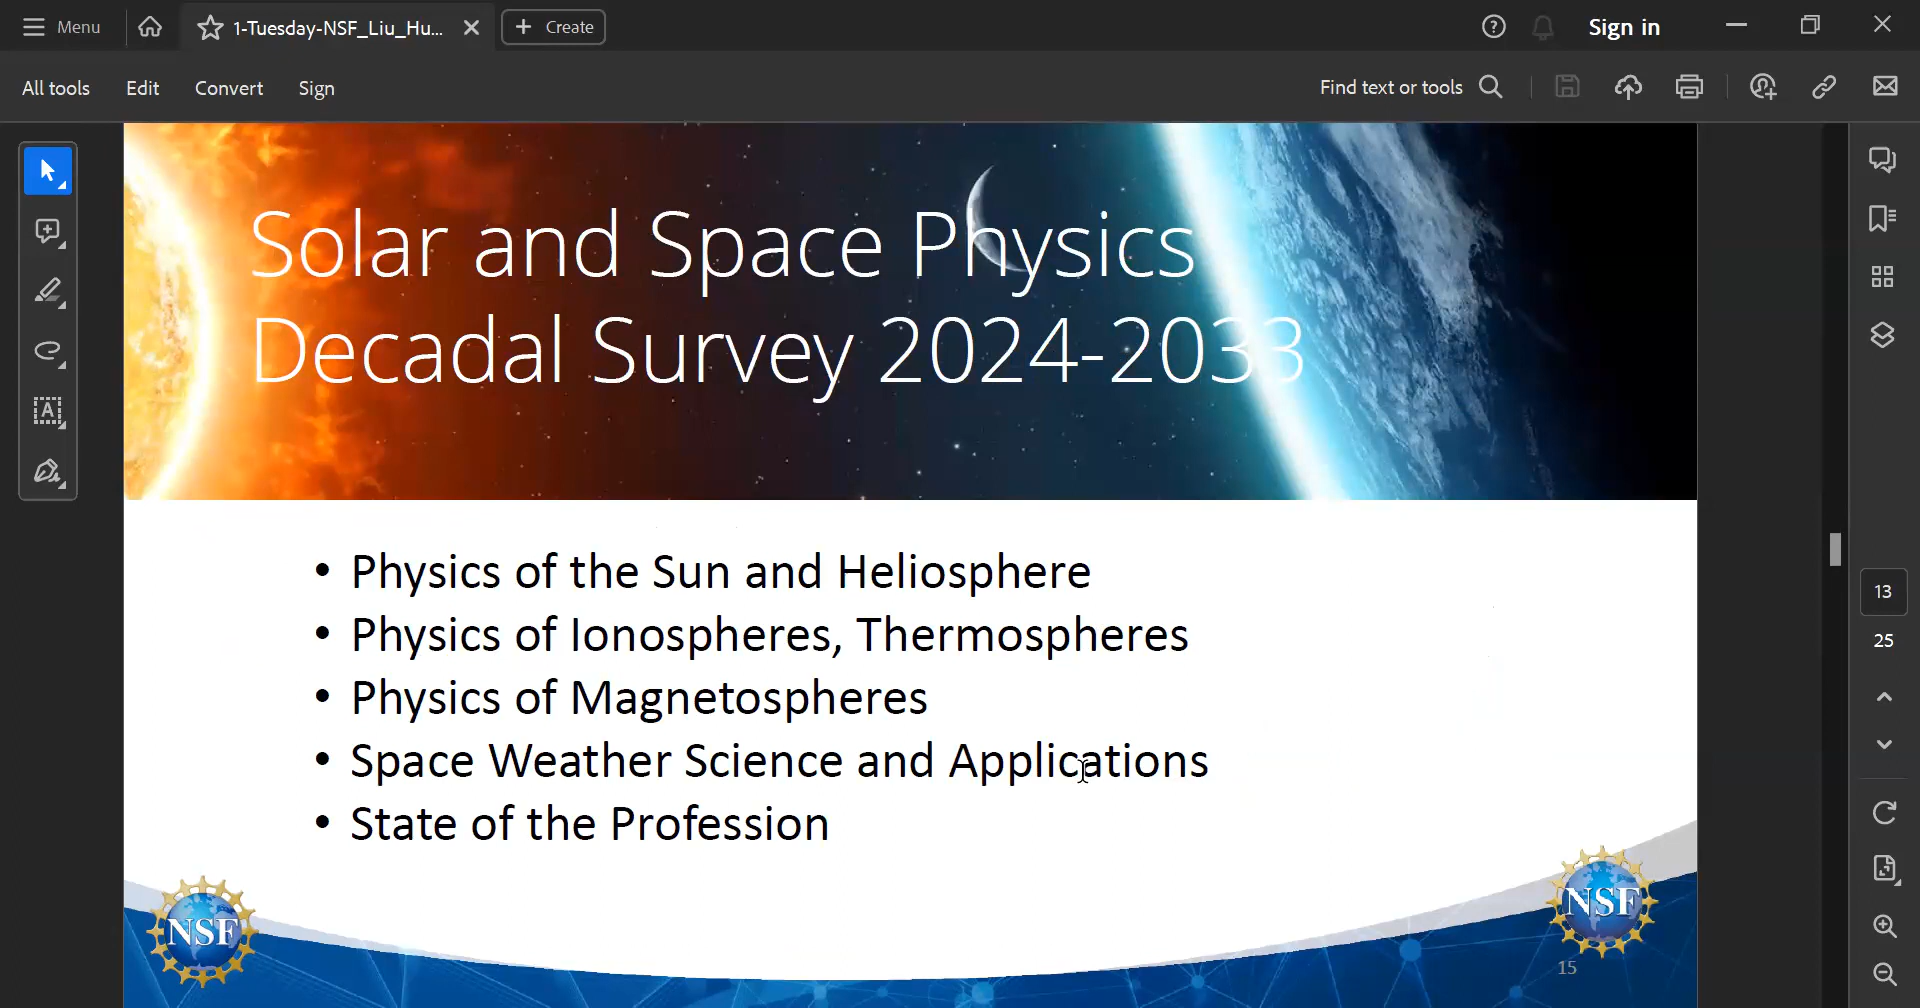 Menu
1-Tuesday-NSF_Liu_Hu...
Create
Sign in
All tools
Edit
Convert
Sign
Find text or tools
Solar and Space Physics
Decadal Survey 2024-2033
• Physics of the Sun and Heliosphere
• Physics of Ionospheres, Thermospheres
• Physics of Magnetospheres
• Space Weather Science and Applications
• State of the Profession
NSF
NSF
15
13
25